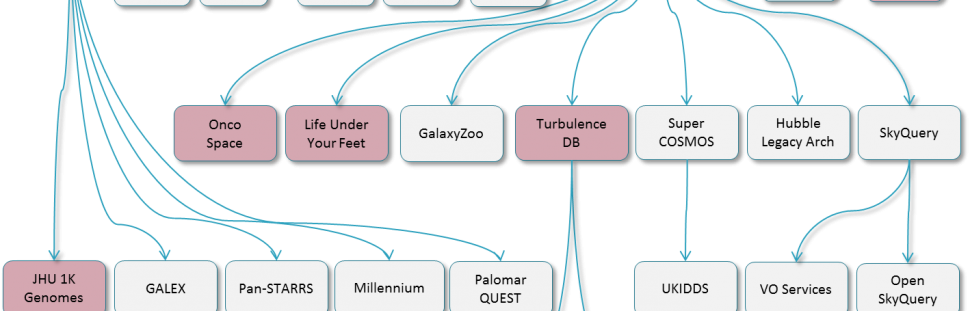 Onco
Space
Life Under
Your Feet
GalaxyZoo
Turbulence
DB
Super
COSMOS
Hubble
Legacy Arch
SkyQuery
JHU 1K
Genomes
GALEX
Pan-STARRS
Millennium
Palomar
QUEST
UKIDDS
VO Services
Open
SkyQuery